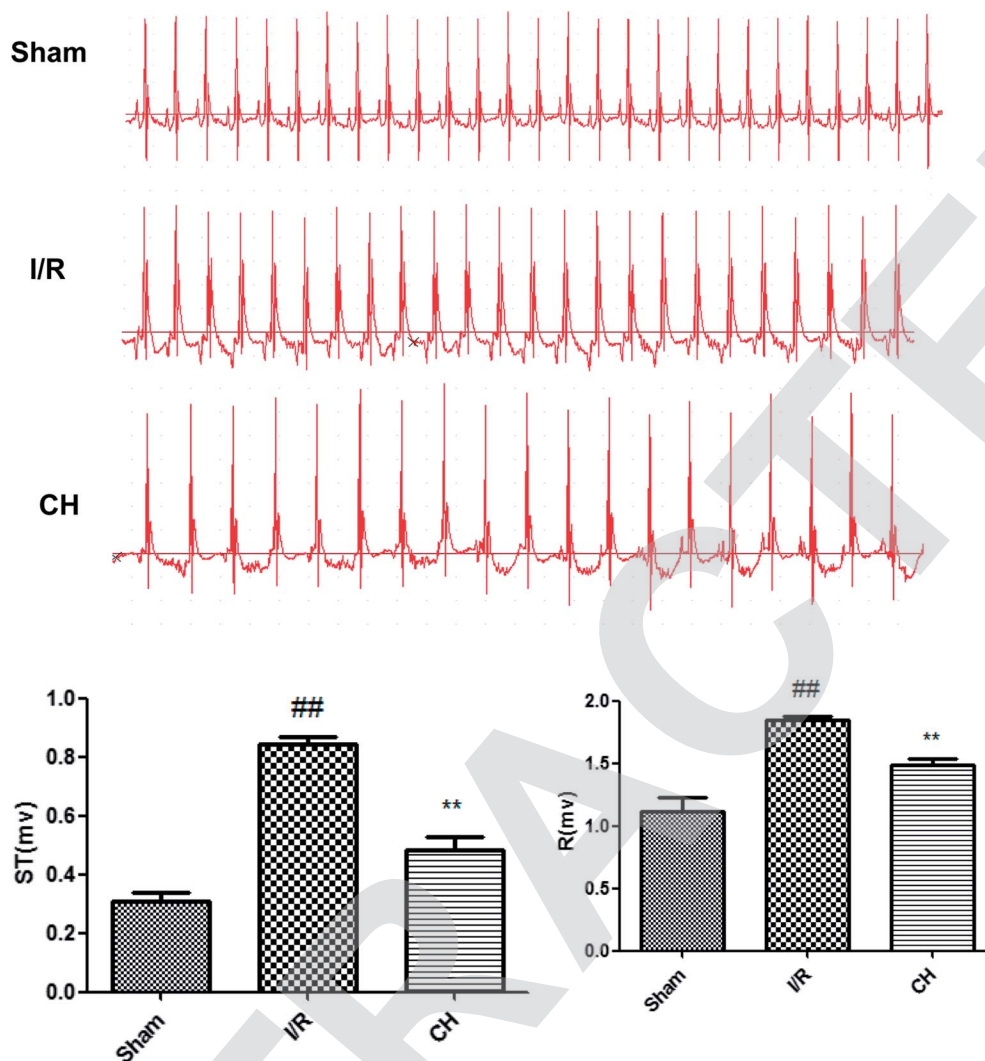 Sham
I/R
CH
1.0
0.8
0.6
0.4
0.2
0.0
ST(mv)
##
**
Sham
I/R
CH
2.0
1.5
1.0
0.5
0.0
R(mv)
##
**
Sham
I/R
CH
TRACTE